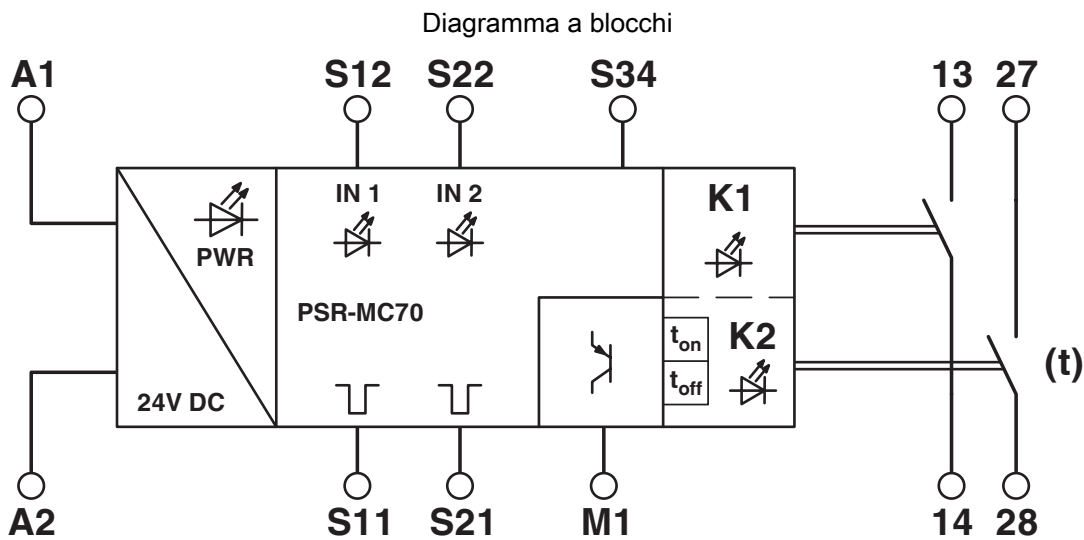 Diagramma a blocchi
A1 S12 S22 S34 13 27
IN 1 IN 2 K1
PWR
PSR-MC70
ton K2 (t)
toff
24V DC
A2 S11 S21 M1 14 28